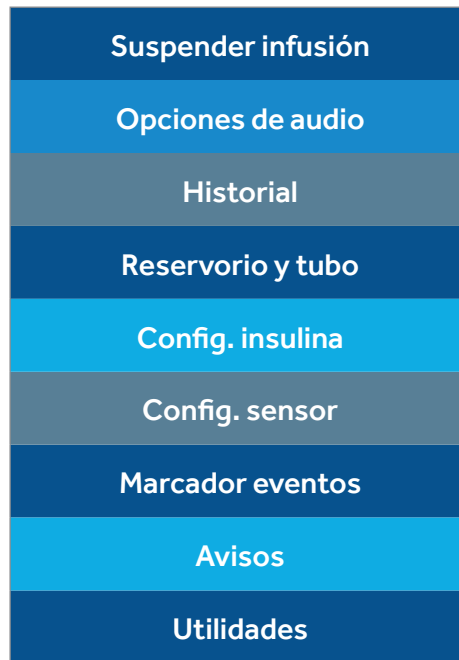 Suspender infusión
Opciones de audio
Historial
Reservorio y tubo
Config. insulina
Config. sensor
Marcador eventos
Avisos
Utilidades